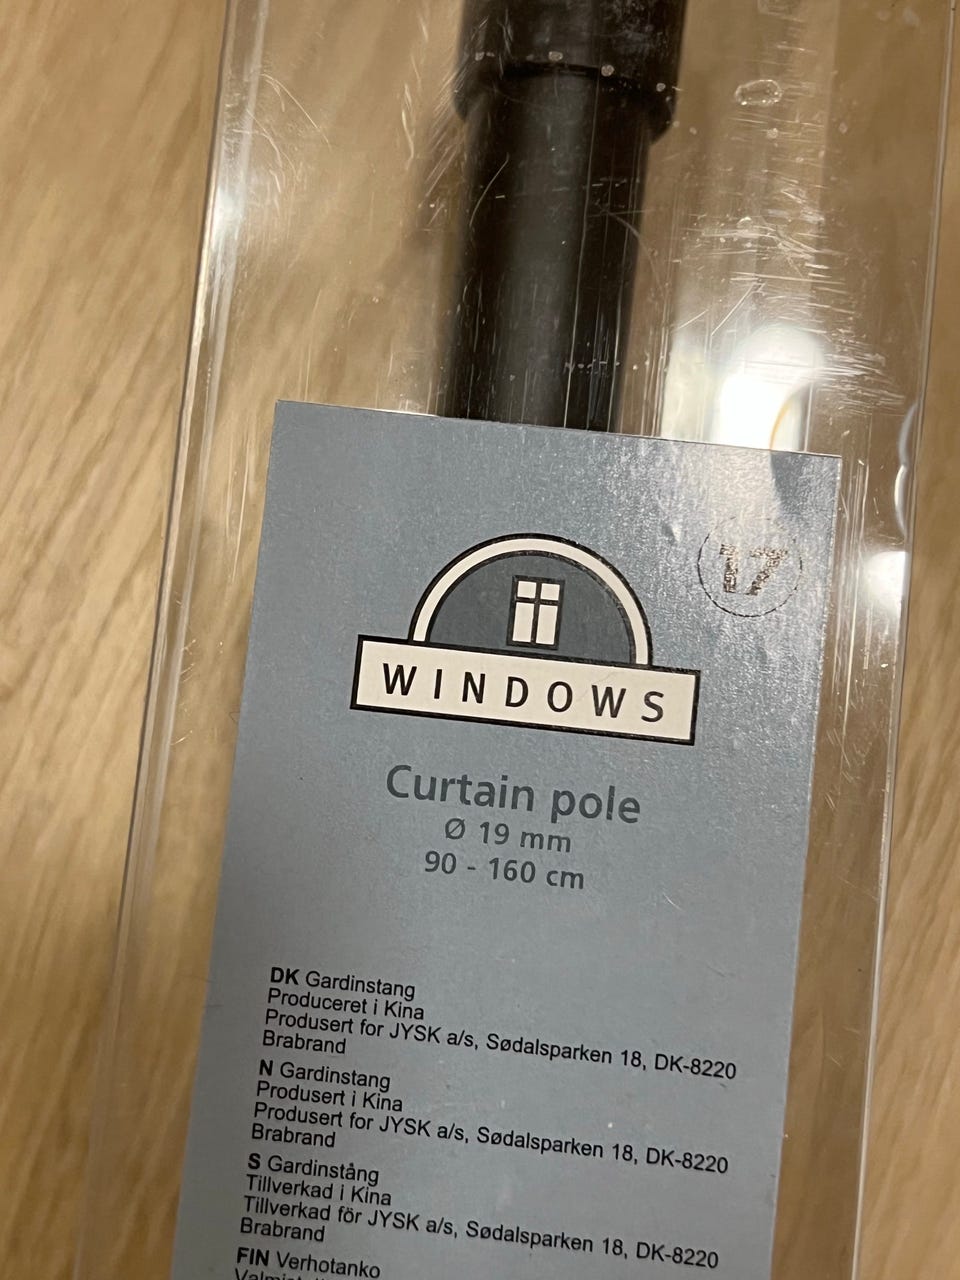 17
WINDOWS
Curtain pole
Ø 19 mm
90 - 160 cm
DK Gardinstang
Produceret i Kina
Produsert for JYSK a/s, Sødalsparken 18, DK-8220
Brabrand
N Gardinstang
Produsert i Kina
Produsert for JYSK a/s, Sødalsparken 18, DK-8220
Brabrand
S Gardinstång
Tillverkad i Kina
Tillverkad för JYSK a/s, Sødalsparken 18, DK-8220
Brabrand
FIN Verhotanko